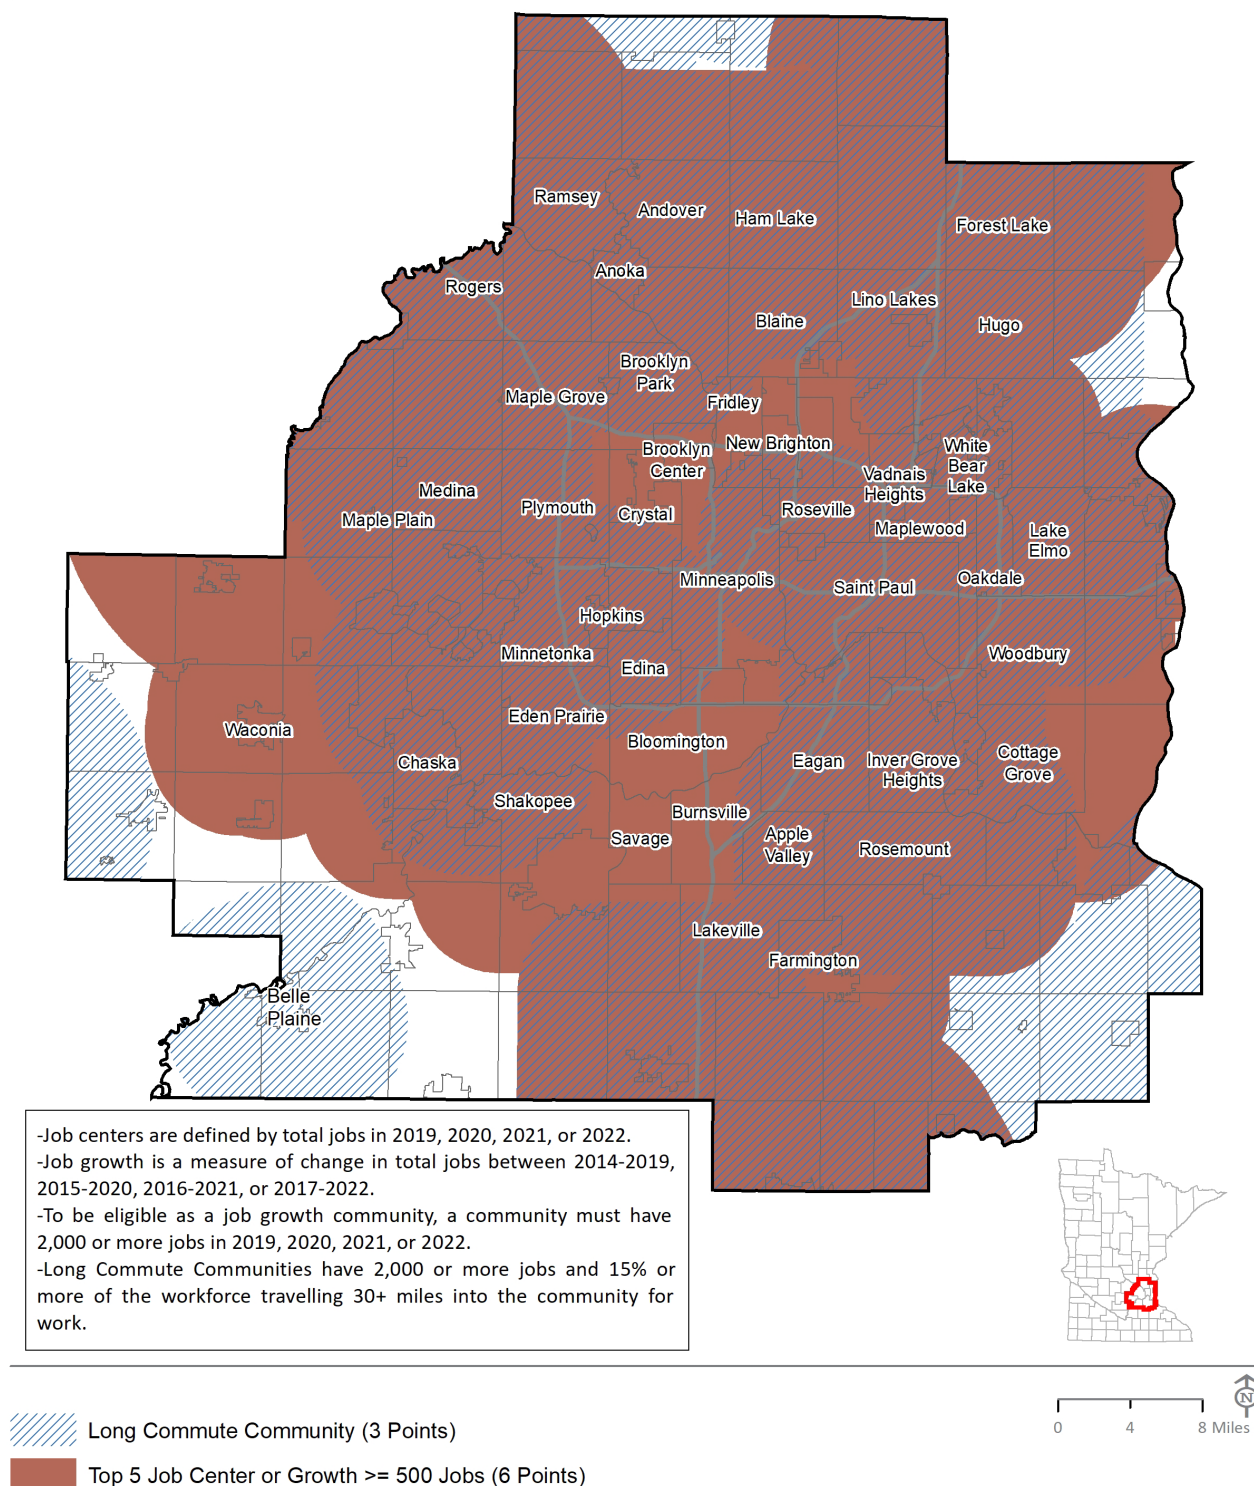 Ramsey
Andover
Ham Lake
Forest Lake
Anoka
Rogers
Lino Lakes
Blaine
Hugo
Brooklyn
Park
Maple Grove
Fridley
New Brighton
Brooklyn
Center
White
Bear
Lake
Vadnais
Heights
Medina
Plymouth
Crystal
Roseville
Maple Plain
Maplewood
Lake
Elmo
Minneapolis
Saint Paul
Oakdale
Hopkins
Minnetonka
Edina
Woodbury
Eden Prairie
Waconia
Bloomington
Chaska
Eagan
Inver Grove
Heights
Cottage
Grove
Shakopee
Burnsville
Savage
Apple
Valley
Rosemount
Lakeville
Farmington
Belle
Plaine
-Job centers are defined by total jobs in 2019, 2020, 2021, or 2022.
-Job growth is a measure of change in total jobs between 2014-2019,
2015-2020, 2016-2021, or 2017-2022.
-To be eligible as a job growth community, a community must have
2,000 or more jobs in 2019, 2020, 2021, or 2022.
-Long Commute Communities have 2,000 or more jobs and 15% or
more of the workforce travelling 30+ miles into the community for
work.
N
0 4 8 Miles
Long Commute Community (3 Points)
Top 5 Job Center or Growth >= 500 Jobs (6 Points)